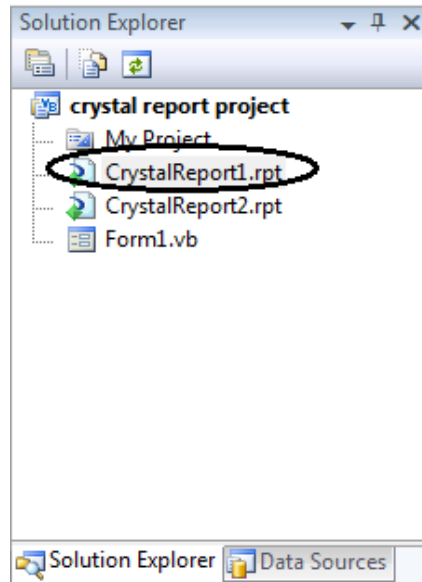 Solution Explorer
crystal report project
My Project
CrystalReport1.rpt
CrystalReport2.rpt
Form1.vb
Solution Explorer Data Sources